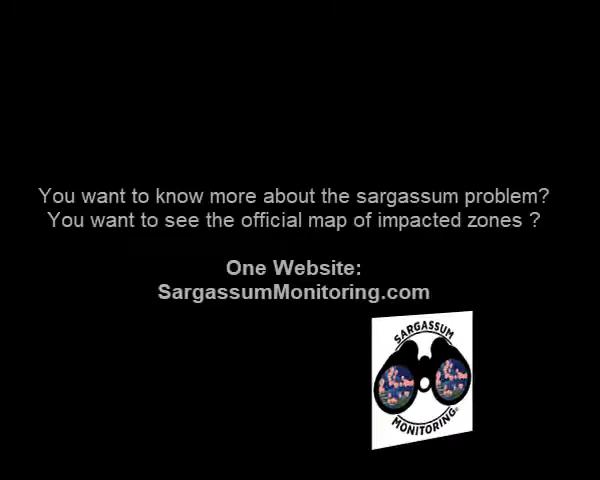 You want to know more about the sargassum problem?
You want to see the official map of impacted zones ?
One Website:
SargassumMonitoring.com
SARGASSUM
MONITORING®